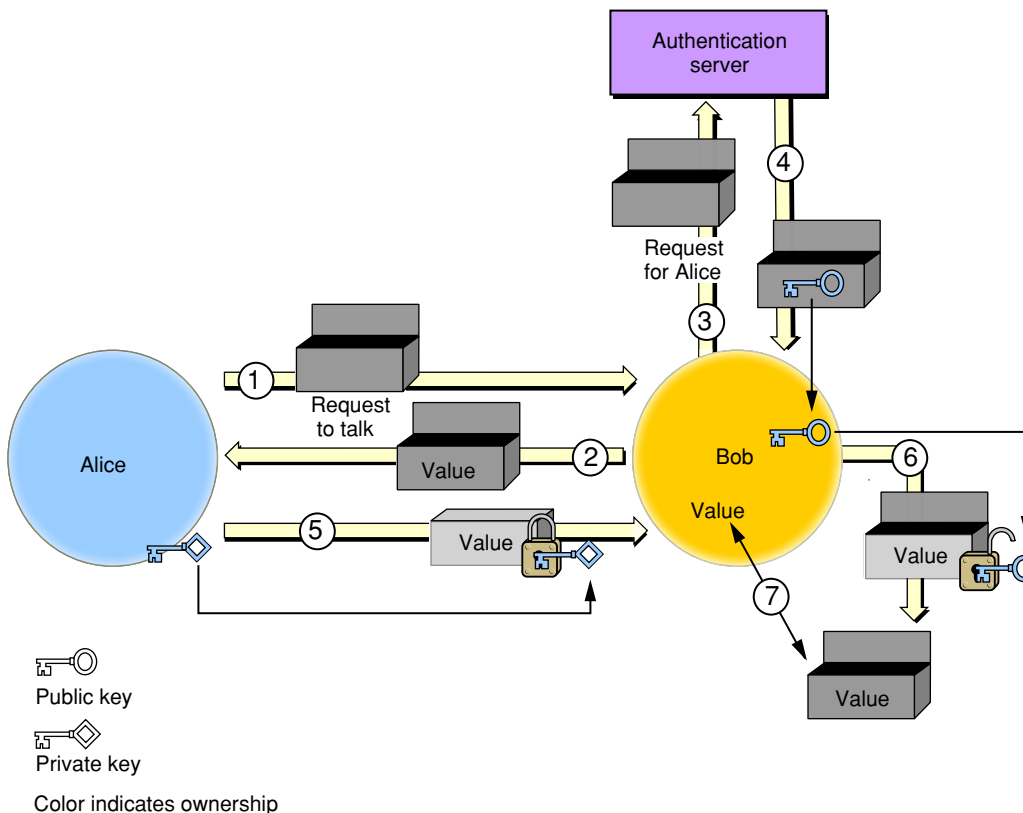 Authentication
server
4
Request
for Alice
3
1
Request
to talk
Alice
Value
2
Bob
6
Value
5
Value
Value
7
Value
Public key
Private key
Color indicates ownership